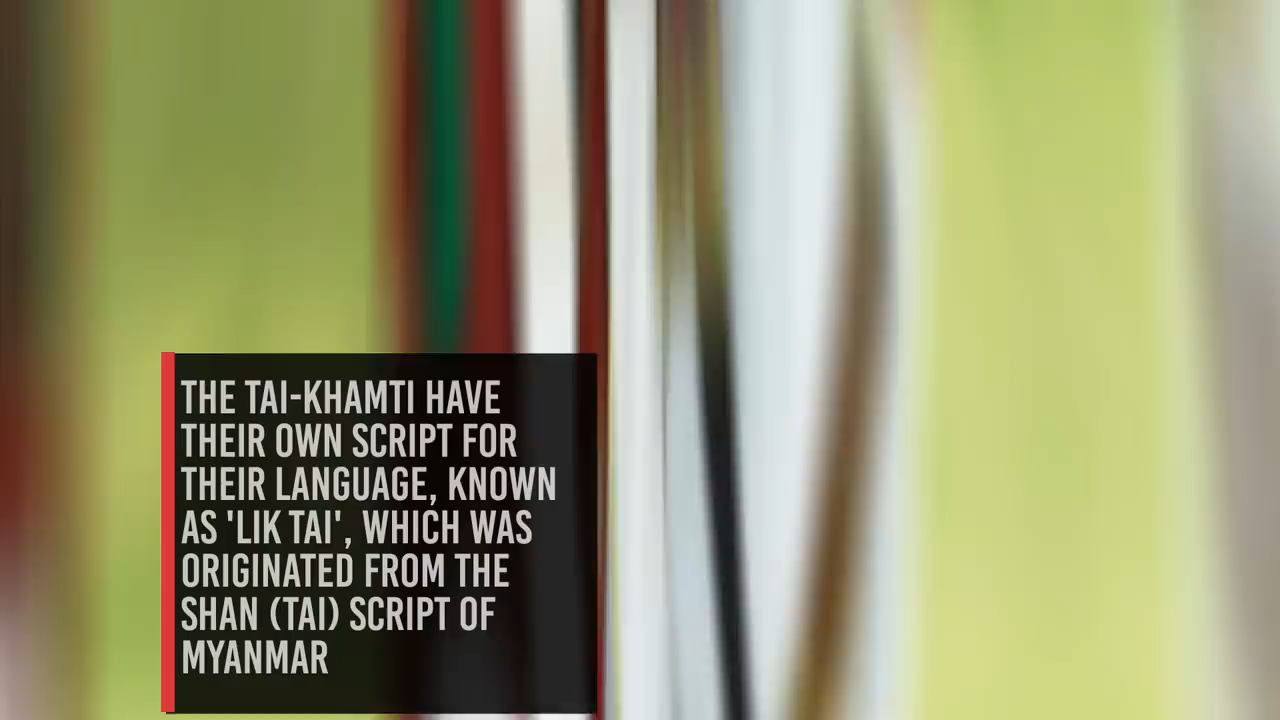 THE TAI-KHAMTI HAVE
THEIR OWN SCRIPT FOR
THEIR LANGUAGE, KNOWN
AS 'LIK TAI', WHICH WAS
ORIGINATED FROM THE
SHAN (TAI) SCRIPT OF
MYANMAR